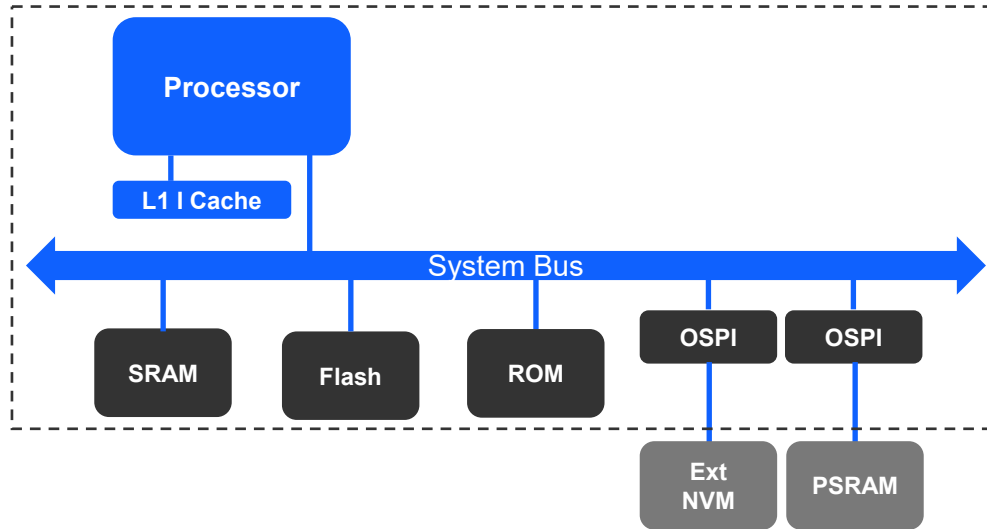 Processor
L1 I Cache
System Bus
SRAM
Flash
ROM
OSPI
OSPI
Ext
NVM
PSRAM